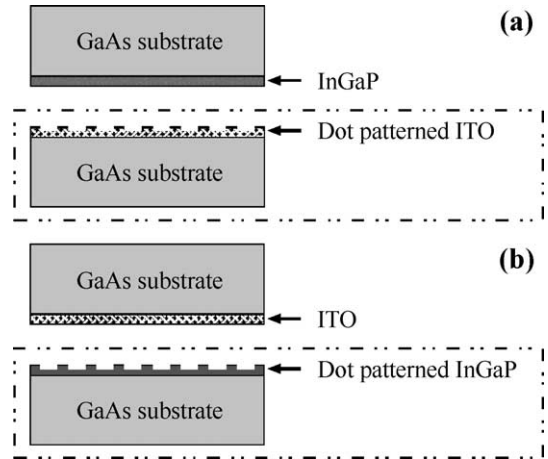 (a)
GaAs substrate
InGaP
Dot patterned ITO
GaAs substrate
(b)
GaAs substrate
ITO
Dot patterned InGaP
GaAs substrate